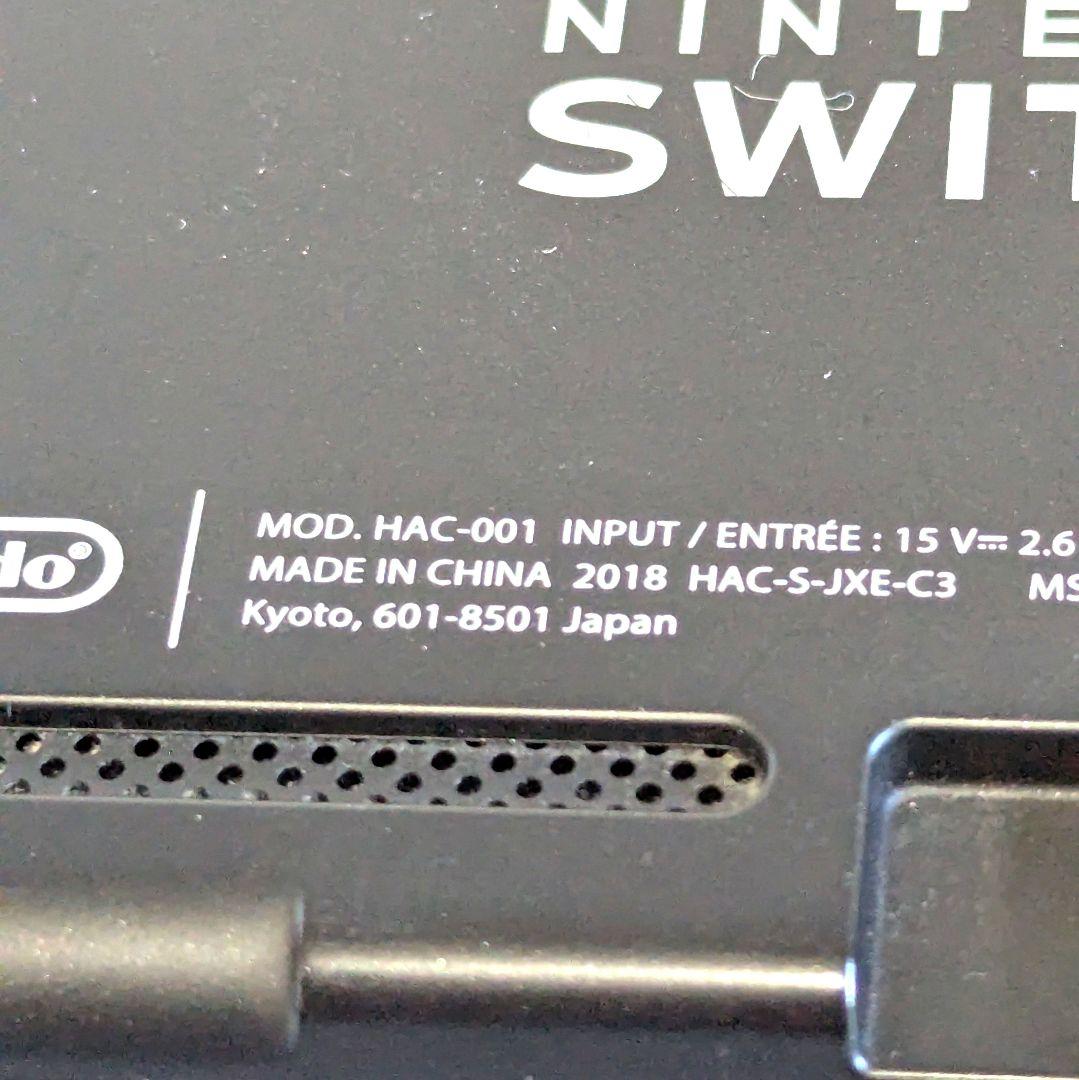 NINTE
SWIT
do®
MOD. HAC-001 INPUT / ENTRÉE : 15 V⎓ 2.6
MADE IN CHINA 2018 HAC-S-JXE-C3 MS
Kyoto, 601-8501 Japan